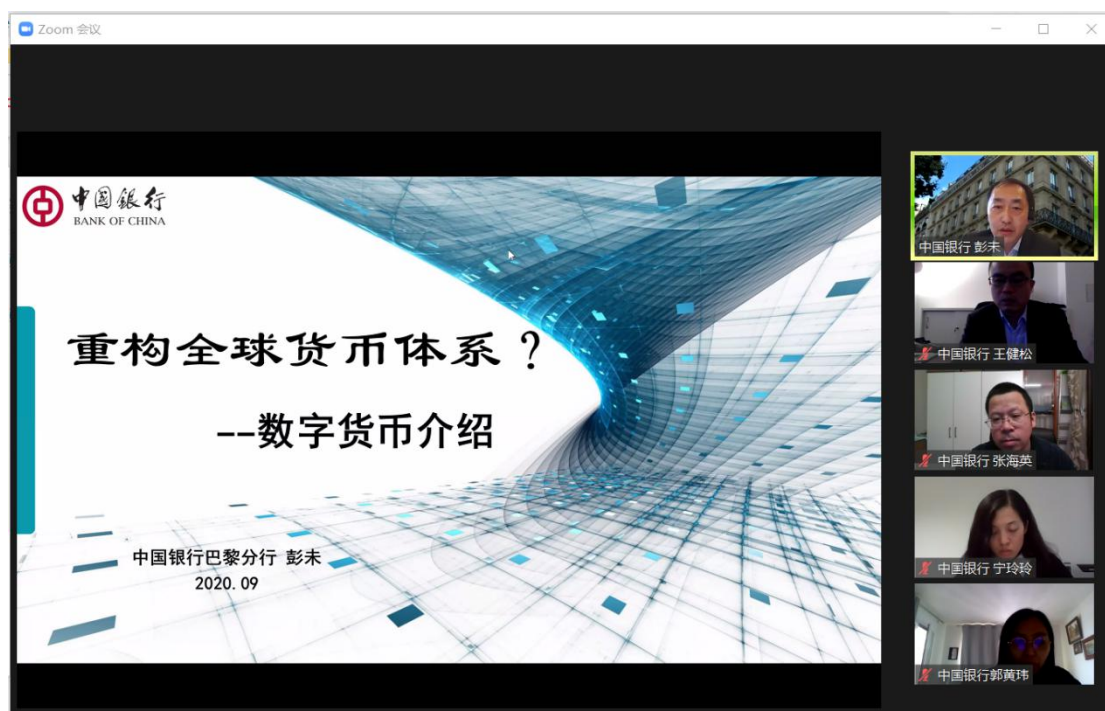 Zoom 会议
中国银行
BANK OF CHINA
重构全球货币体系？
--数字货币介绍
中国银行巴黎分行 彭未
2020.09
中国银行 彭未
中国银行 王健松
中国银行 张海英
中国银行 宁玲玲
中国银行郭黄玮